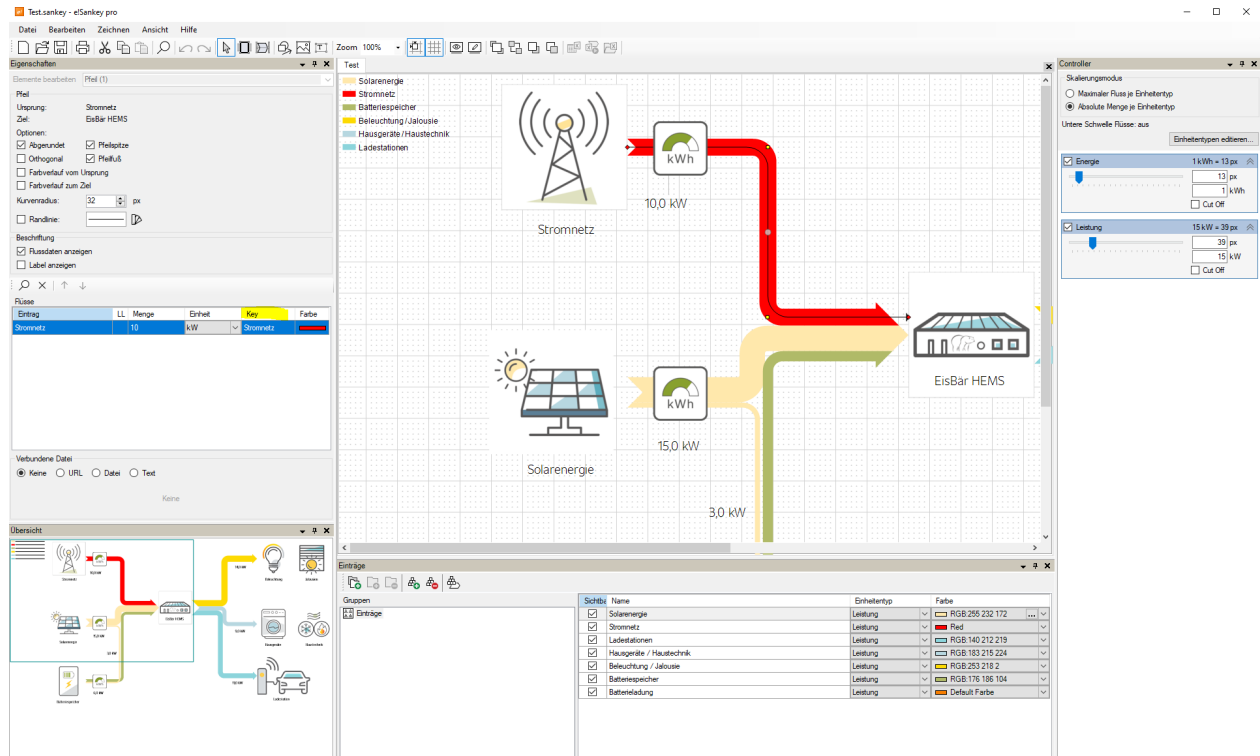 Test.sankey - e!Sankey pro
Datei Bearbeiten Zeichnen Ansicht Hilfe
Zoom 100%
Eigenschaften
Elemente bearbeiten Pfeil (1)
Pfeil
Ursprung: Stromnetz
Ziel: EisBär HEMS
Optionen:
Abgerundet Pfeilspitze
Orthogonal Pfeilfuß
Farbverlauf vom Ursprung
Farbverlauf zum Ziel
Kurvenradius: 32 px
Randlinie:
Beschriftung
Flussdaten anzeigen
Label anzeigen
Flüsse
Eintrag LL Menge Einheit Key Farbe
Stromnetz 10 kW Stromnetz
Verbundene Datei
Keine URL Datei Text
Keine
Übersicht
Test
Solarenergie
Stromnetz
Batteriespeicher
Beleuchtung / Jalousie
Hausgeräte / Haustechnik
Ladestationen
kWh
10,0 kW
Stromnetz
EisBär HEMS
kWh
15,0 kW
Solarenergie
3,0 kW
Einträge
Gruppen
Einträge
Sichtba Name Einheitentyp Farbe
Solarenergie Leistung RGB:255 232 172 ...
Stromnetz Leistung Red
Ladestationen Leistung RGB:140 212 219
Hausgeräte / Haustechnik Leistung RGB:183 215 224
Beleuchtung / Jalousie Leistung RGB:253 218 2
Batteriespeicher Leistung RGB:176 186 104
Batterieladung Leistung Default Farbe
Controller
Skalierungsmodus
Maximaler Fluss je Einheitentyp
Absolute Menge je Einheitentyp
Untere Schwelle Flüsse: aus
Einheitentypen editieren...
Energie 1 kWh = 13 px
13 px
1 kWh
Cut Off
Leistung 15 kW = 39 px
39 px
15 kW
Cut Off